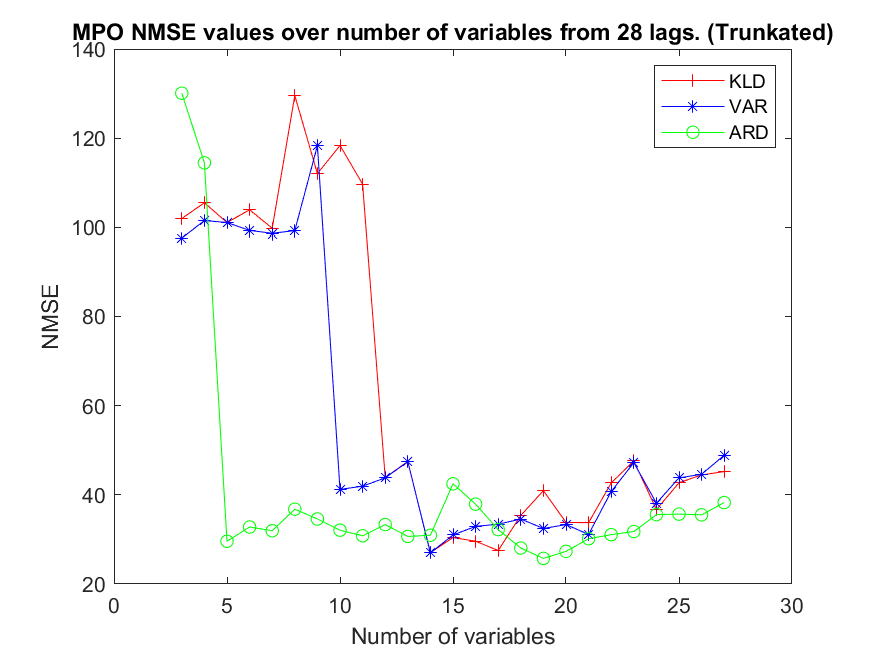 MPO NMSE values over number of variables from 28 lags. (Trunkated)
140
120
100
80
60
40
20
NMSE
KLD
VAR
ARD
0 5 10 15 20 25 30
Number of variables